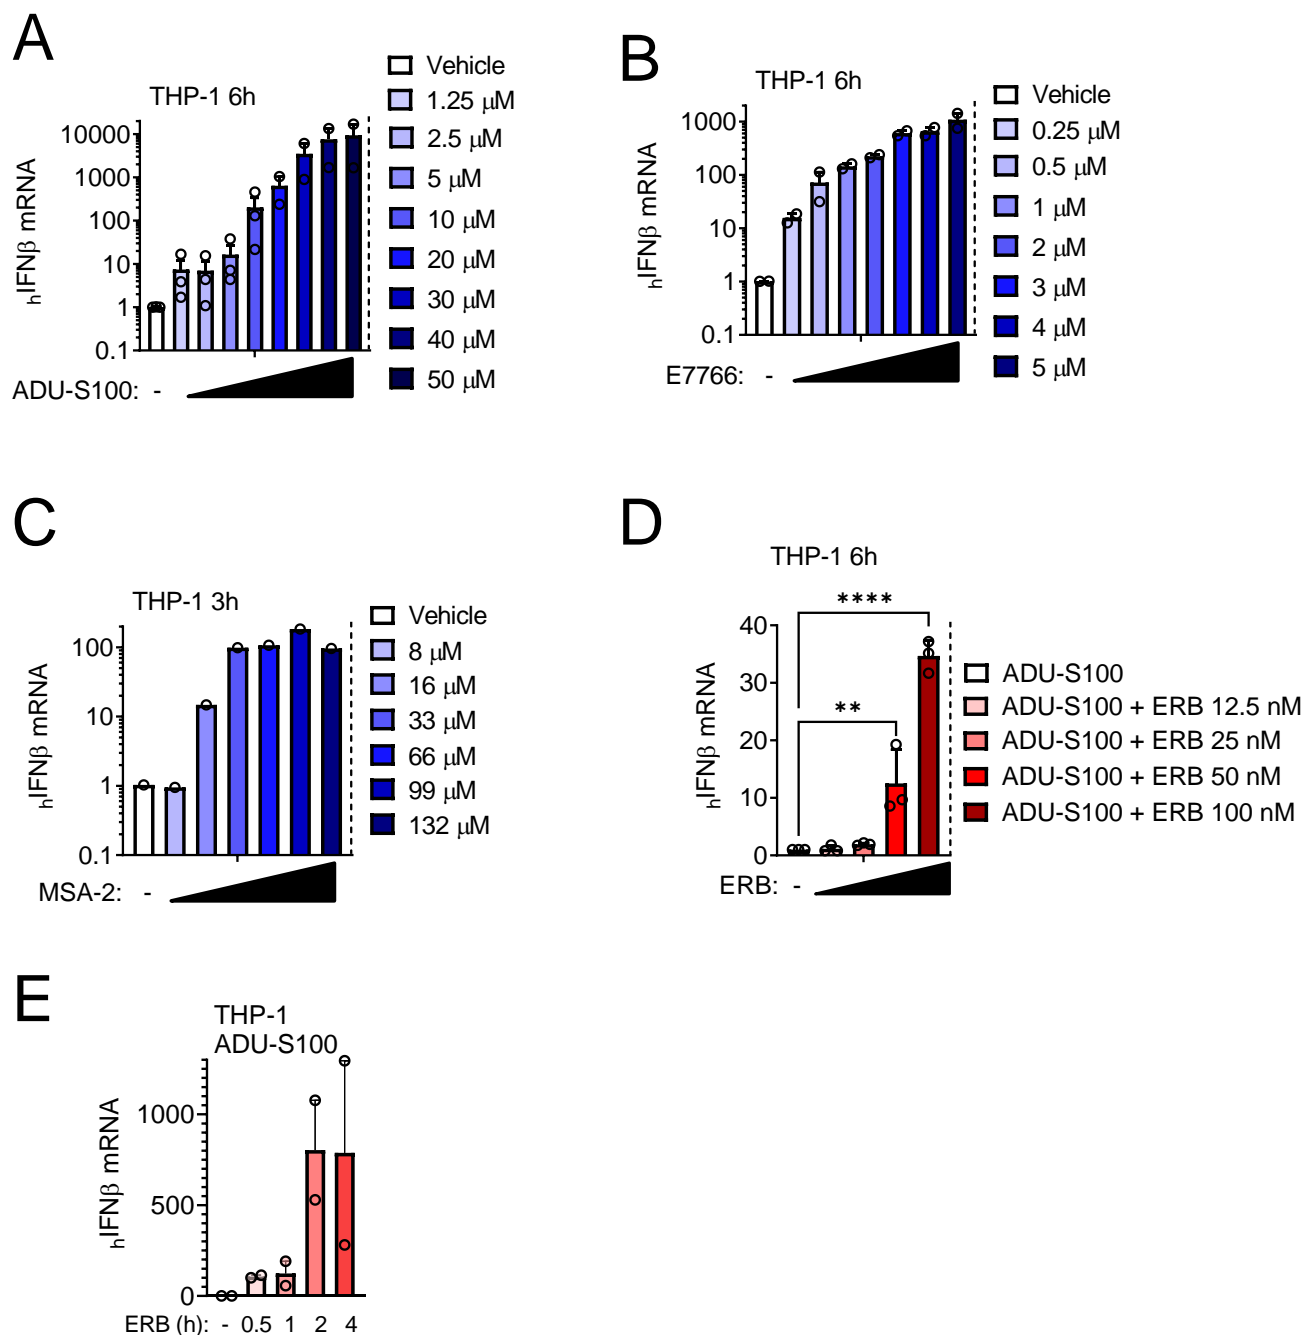 A
THP-1 6h
hIFNβ mRNA
10000
1000
100
10
1
0.1
ADU-S100: -
Vehicle
1.25 μM
2.5 μM
5 μM
10 μM
20 μM
30 μM
40 μM
50 μM
B
THP-1 6h
hIFNβ mRNA
1000
100
10
1
0.1
E7766: -
Vehicle
0.25 μM
0.5 μM
1 μM
2 μM
3 μM
4 μM
5 μM
C
THP-1 3h
hIFNβ mRNA
100
10
1
0.1
MSA-2: -
Vehicle
8 μM
16 μM
33 μM
66 μM
99 μM
132 μM
D
THP-1 6h
****
**
hIFNβ mRNA
40
30
20
10
0
ERB: -
ADU-S100
ADU-S100 + ERB 12.5 nM
ADU-S100 + ERB 25 nM
ADU-S100 + ERB 50 nM
ADU-S100 + ERB 100 nM
E
THP-1
ADU-S100
hIFNβ mRNA
1000
500
0
ERB (h): - 0.5 1 2 4